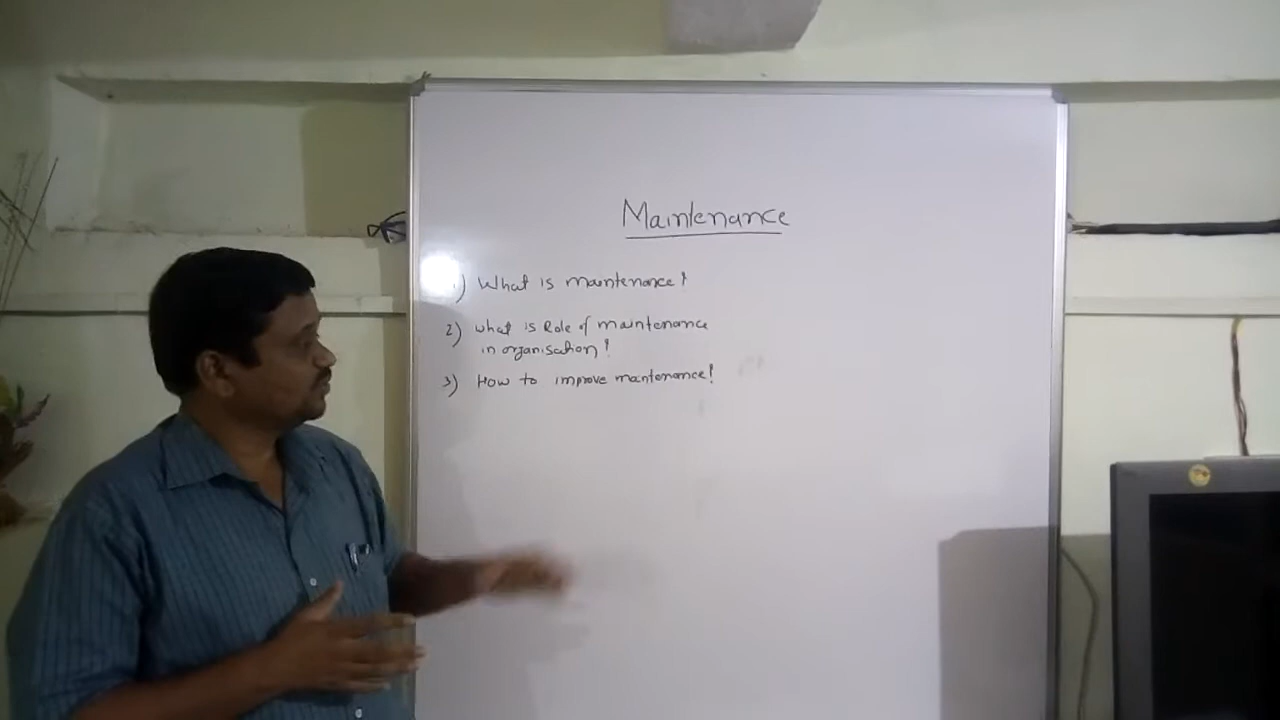 Maintenance
1) What is maintenance?
2) what is Role of maintenance
in organisation?
3) How to improve maintenance?